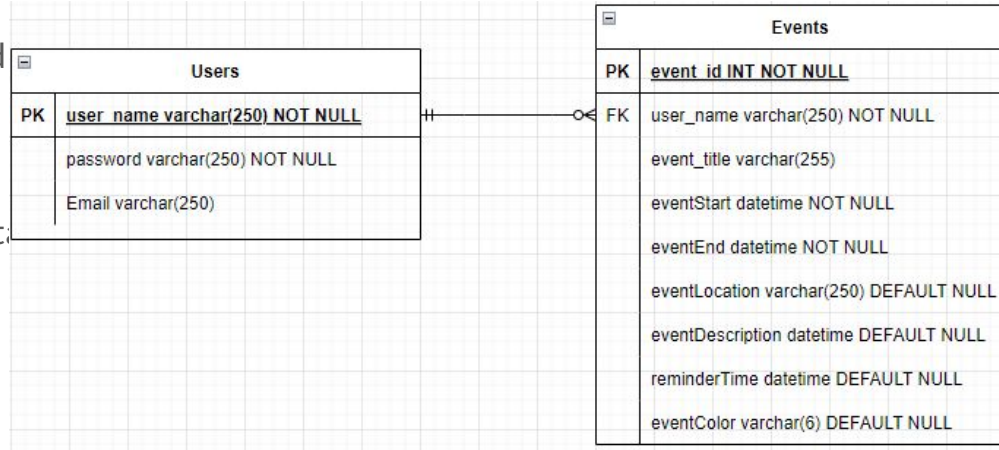 Users
PK user_name varchar(250) NOT NULL
password varchar(250) NOT NULL
Email varchar(250)
Events
PK event_id INT NOT NULL
FK user_name varchar(250) NOT NULL
event_title varchar(255)
eventStart datetime NOT NULL
eventEnd datetime NOT NULL
eventLocation varchar(250) DEFAULT NULL
eventDescription datetime DEFAULT NULL
reminderTime datetime DEFAULT NULL
eventColor varchar(6) DEFAULT NULL